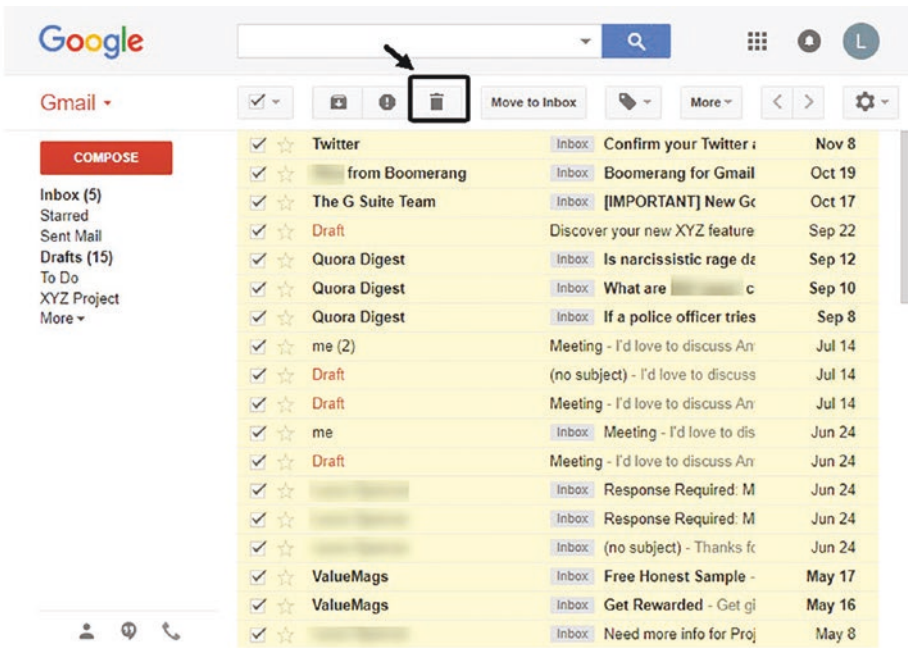 Google
L
Gmail
Move to Inbox
More
COMPOSE
Inbox (5)
Starred
Sent Mail
Drafts (15)
To Do
XYZ Project
More
Twitter Inbox Confirm your Twitter Nov 8
from Boomerang Inbox Boomerang for Gmail Oct 19
The G Suite Team Inbox [IMPORTANT] New Oct 17
Draft Discover your new XYZ feature Sep 22
Quora Digest Inbox Is narcissistic rage Sep 12
Quora Digest Inbox What are Sep 10
Quora Digest Inbox If a police officer tries Sep 8
me (2) Meeting - I'd love to discuss Jul 14
Draft (no subject) - I'd love to discuss Jul 14
Draft Meeting - I'd love to discuss Jul 14
me Inbox Meeting - I'd love to dis Jun 24
Draft Meeting - I'd love to discuss Jun 24
Inbox Response Required: M Jun 24
Inbox Response Required: M Jun 24
Inbox (no subject) - Thanks Jun 24
ValueMags Inbox Free Honest Sample - May 17
ValueMags Inbox Get Rewarded - Get gi May 16
Inbox Need more info for Proj May 8